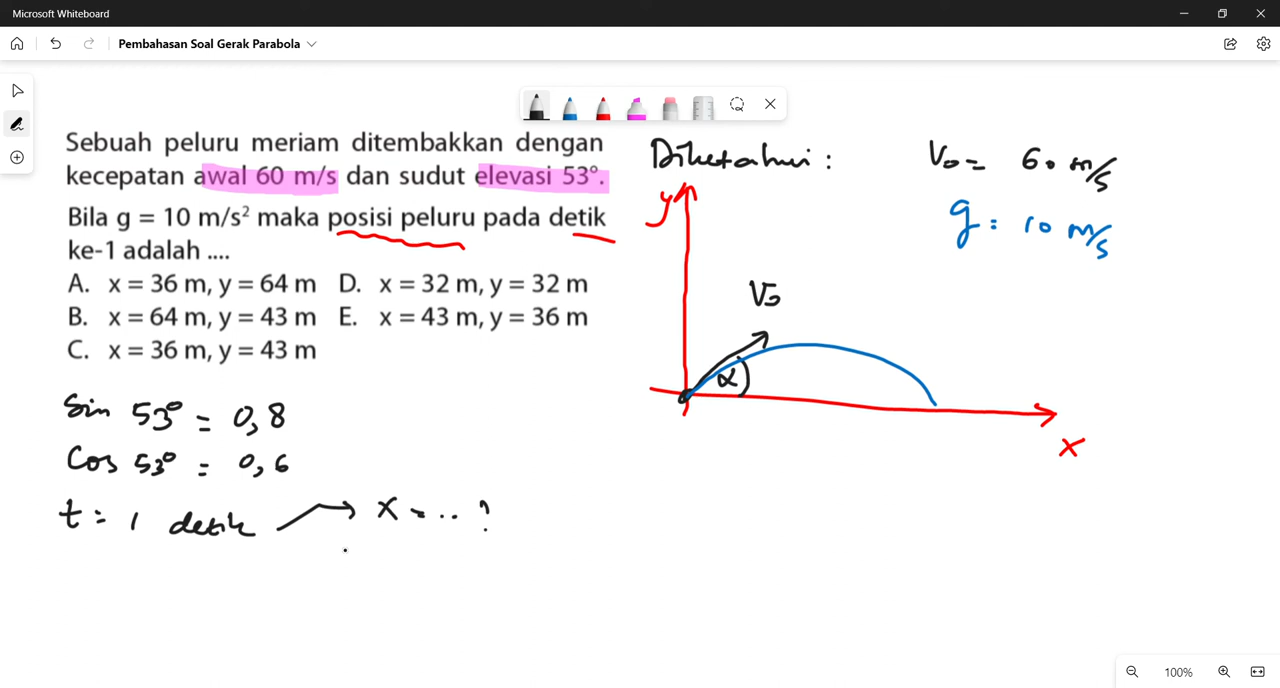 Microsoft Whiteboard
Pembahasan Soal Gerak Parabola
Sebuah peluru meriam ditembakkan dengan
kecepatan awal 60 m/s dan sudut elevasi 53°.
Bila g = 10 m/s² maka posisi peluru pada detik
ke-1 adalah ....
A. x = 36 m, y = 64 m D. x = 32 m, y = 32 m
B. x = 64 m, y = 43 m E. x = 43 m, y = 36 m
C. x = 36 m, y = 43 m
Sin 53° = 0,8
Cos 53° = 0,6
t = 1 detik → x = .. ?
Diketahui : V₀ = 60 m/s
g = 10 m/s
y
V₀
α
x
100%